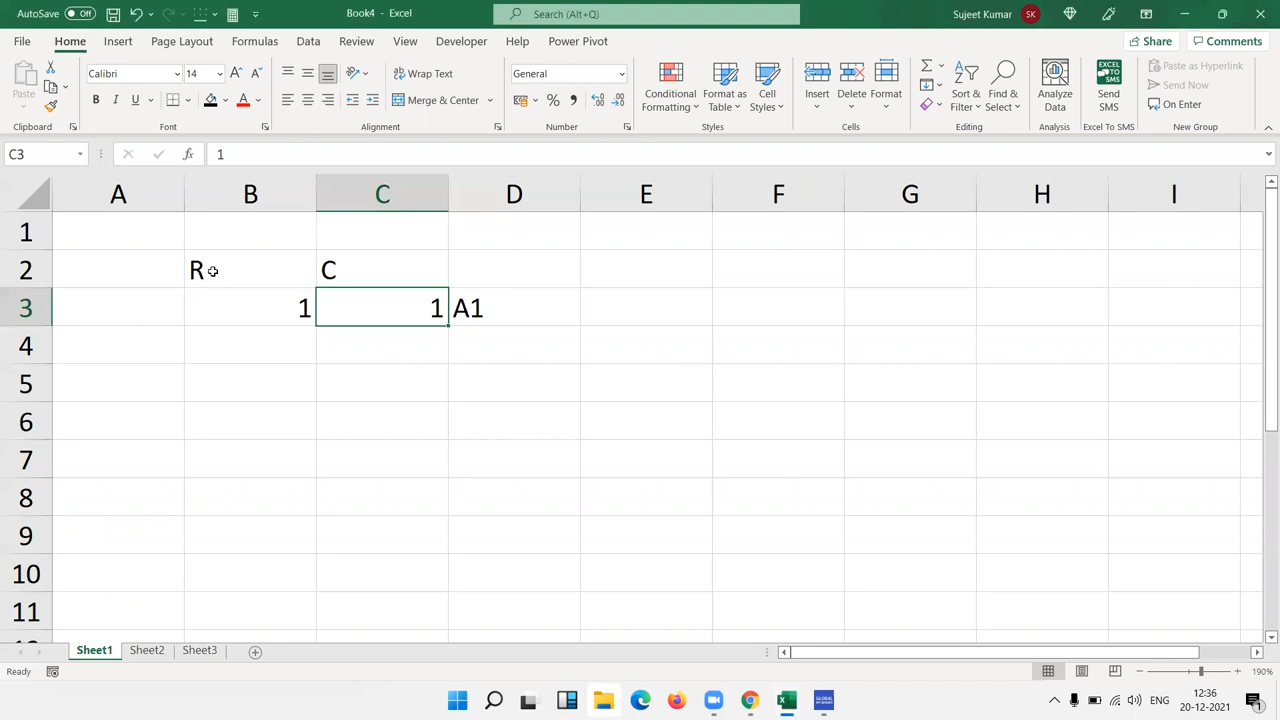 AutoSave Off Book4 - Excel Search (Alt+Q) Sujeet Kumar SK
File Home Insert Page Layout Formulas Data Review View Developer Help Power Pivot Share Comments
Paste Calibri 14 A A Wrap Text General Conditional Format as Cell Insert Delete Format Sort & Find & Analyze Send Paste as Hyperlink
B I U A Merge & Center % Formatting Table Styles Filter Select Data SMS Send Now
On Enter
Clipboard Font Alignment Number Styles Cells Editing Analysis Excel To SMS New Group
C3 fx 1
A B C D E F G H I
1
2 R C
3 1 1 A1
4
5
6
7
8
9
10
11
Sheet1 Sheet2 Sheet3
Ready 190%
GLOBAL ENG 12:36
20-12-2021 1